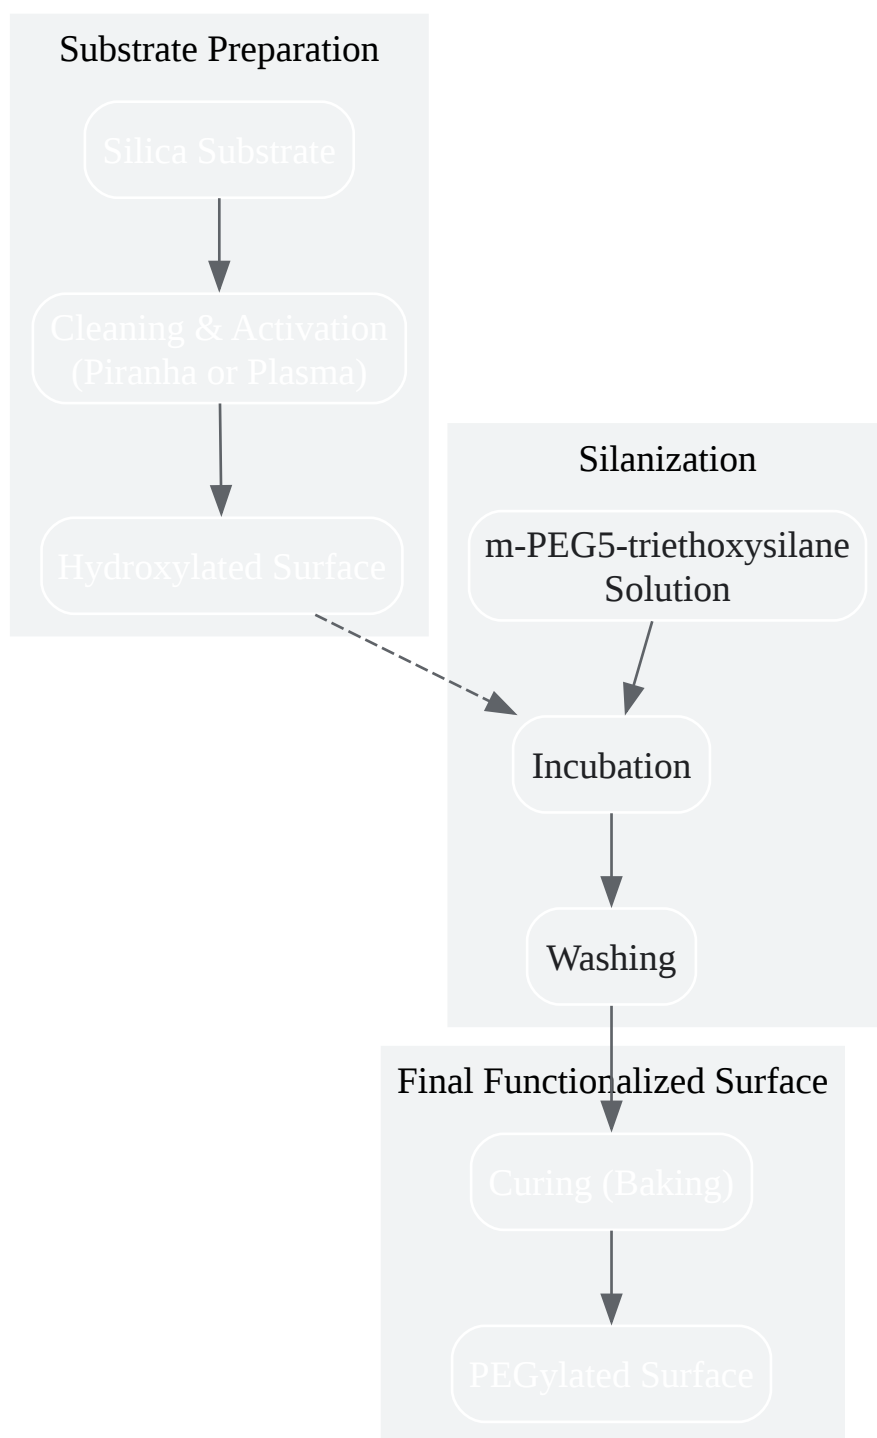 Substrate Preparation
Silica Substrate
Cleaning & Activation
(Piranha or Plasma)
Hydroxylated Surface
Silanization
m-PEG5-triethoxysilane
Solution
Incubation
Washing
Final Functionalized Surface
Curing (Baking)
PEGylated Surface